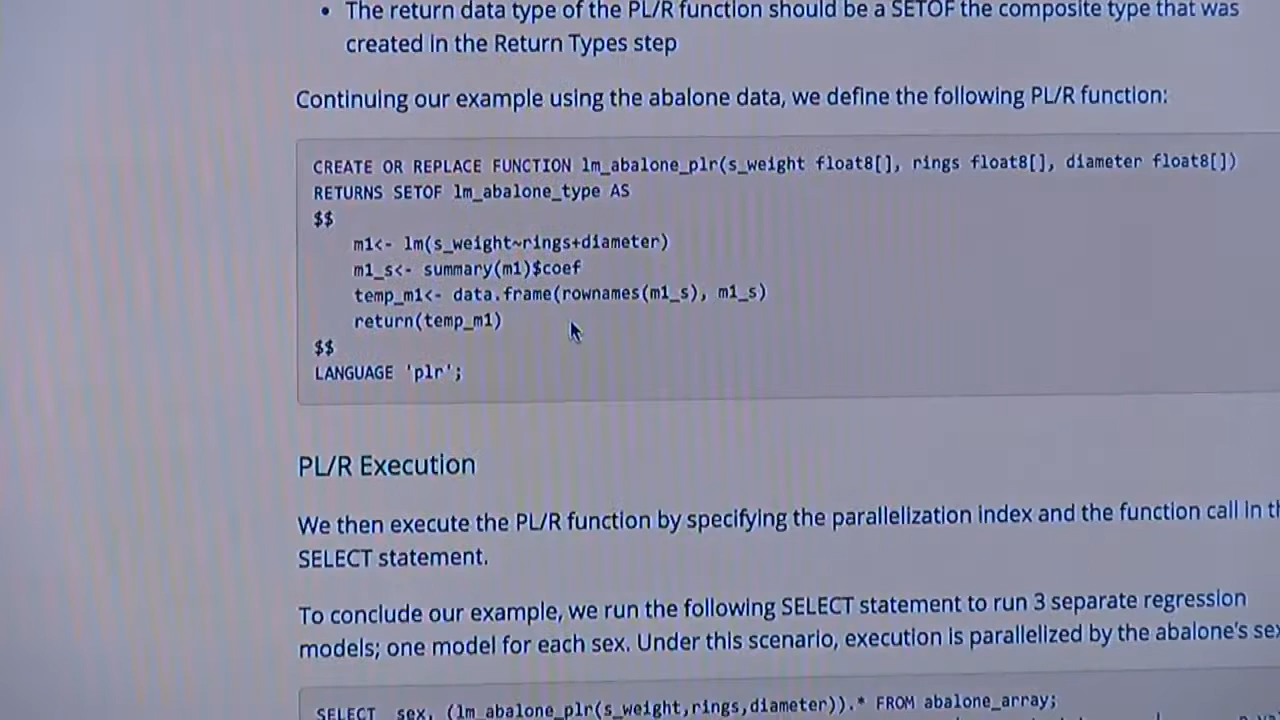 • The return data type of the PL/R function should be a SETOF the composite type that was
created in the Return Types step
Continuing our example using the abalone data, we define the following PL/R function:
CREATE OR REPLACE FUNCTION lm_abalone_plr(s_weight float8[], rings float8[], diameter float8[])
RETURNS SETOF lm_abalone_type AS
$$
m1<- lm(s_weight~rings+diameter)
m1_s<- summary(m1)$coef
temp_m1<- data.frame(rownames(m1_s), m1_s)
return(temp_m1)
$$
LANGUAGE 'plr';
PL/R Execution
We then execute the PL/R function by specifying the parallelization index and the function call in
SELECT statement.
To conclude our example, we run the following SELECT statement to run 3 separate regression
models; one model for each sex. Under this scenario, execution is parallelized by the abalone's
SELECT sex, (lm_abalone_plr(s_weight,rings,diameter)).* FROM abalone_array;